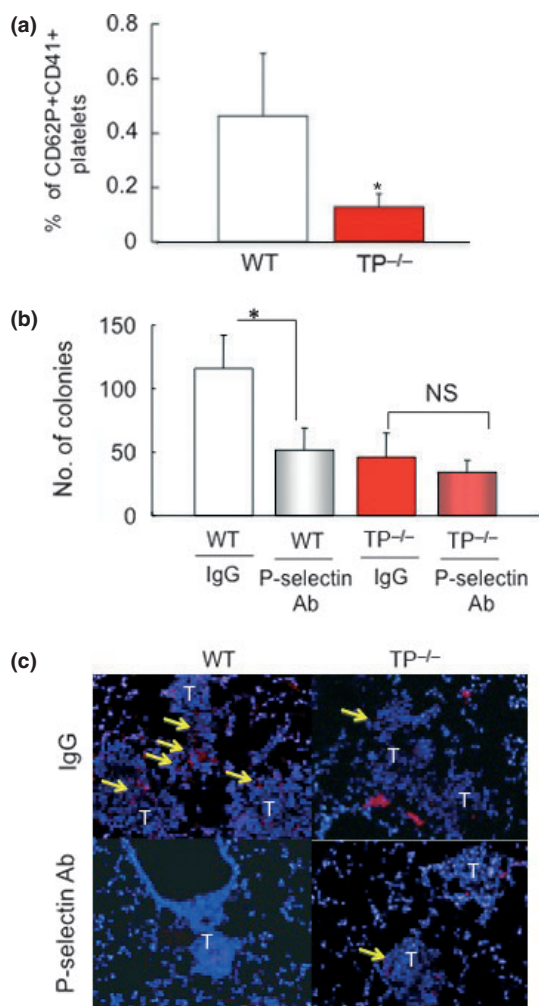 (a)
% of CD62P+CD41+
platelets
0.8
0.6
0.4
0.2
0
*
WT
TP–/–
(b)
No. of colonies
150
100
50
0
*
NS
WT
WT
TP–/–
TP–/–
IgG
P-selectin
Ab
IgG
P-selectin
Ab
(c)
WT
TP–/–
IgG
T
T
T
T
T
P-selectin Ab
T
T
T